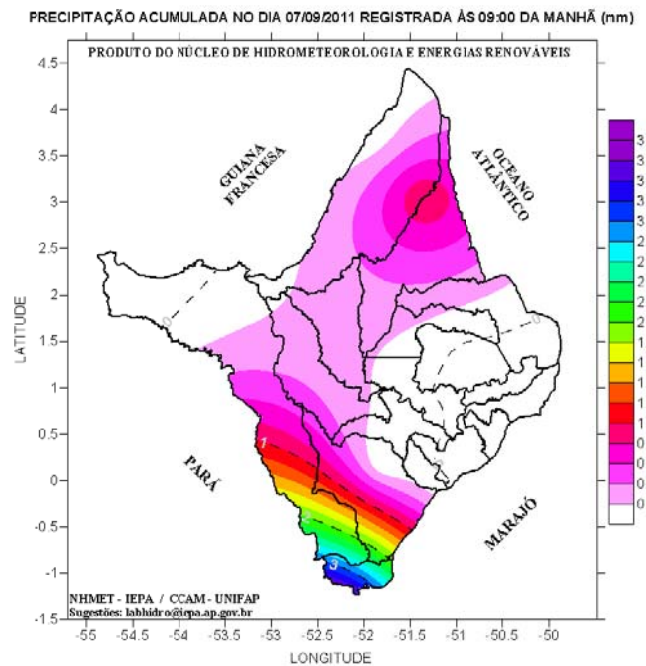 PRECIPITAÇÃO ACUMULADA NO DIA 07/09/2011 REGISTRADA ÀS 09:00 DA MANHÃ (nm)
PRODUTO DO NÚCLEO DE HIDROMETEOROLOGIA E ENERGIAS RENOVÁVEIS
4.5
4
3.5
3
2.5
2
1.5
1
0.5
0
-0.5
-1
-1.5
LATITUDE
GUIANA
FRANCESA
OCEANO
ATLÂNTICO
PARÁ
MARAJÓ
0
0
0
1
2
3
3
3
3
3
3
2
2
2
2
2
1
1
1
1
1
0
0
0
0
NHMET - IEPA / CCAM - UNIFAP
Sugestões: labhidro@iepa.ap.gov.br
-55 -54.5 -54 -53.5 -53 -52.5 -52 -51.5 -51 -50.5 -50
LONGITUDE